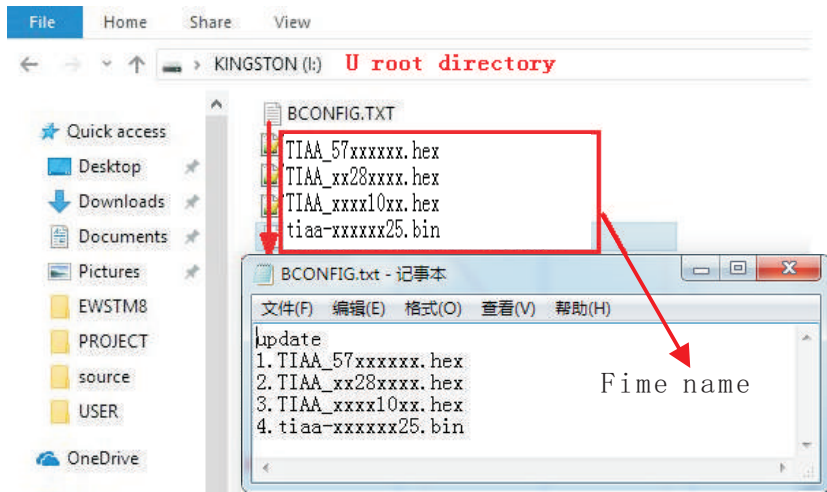 File Home Share View
KINGSTON (I:) U root directory
Quick access
Desktop
Downloads
Documents
Pictures
EWSTM8
PROJECT
source
USER
OneDrive
BCONFIG.TXT
TIAA_57xxxxxx.hex
TIAA_xx28xxxx.hex
TIAA_xxxx10xx.hex
tiaa-xxxxxx25.bin
BCONFIG.txt - 记事本
文件(F) 编辑(E) 格式(O) 查看(V) 帮助(H)
update
1.TIAA_57xxxxxx.hex
2.TIAA_xx28xxxx.hex
3.TIAA_xxxx10xx.hex
4.tiaa-xxxxxx25.bin
Fime name